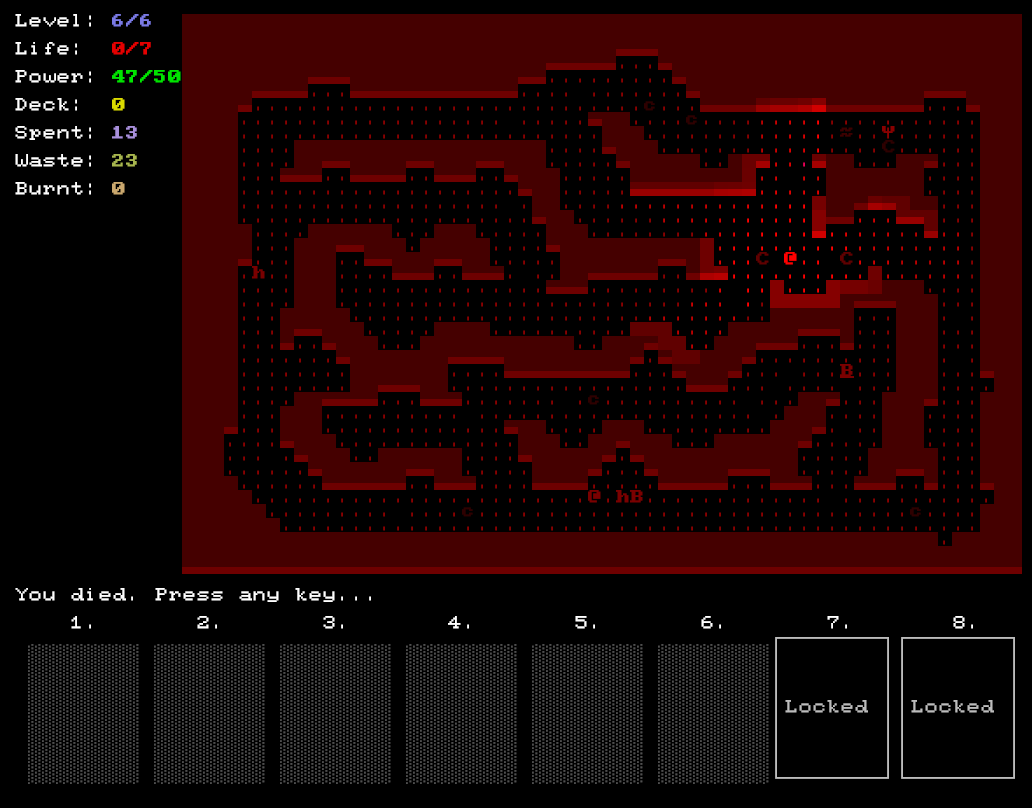 Level: 6/6
Life: 0/7
Power: 47/50
Deck: 0
Spent: 13
Waste: 23
Burnt: 0
e
e
≈ ψ
C
C @ C
h
B
e
@ hB
e e
You died. Press any key...
1. 2. 3. 4. 5. 6. 7. 8.
Locked Locked